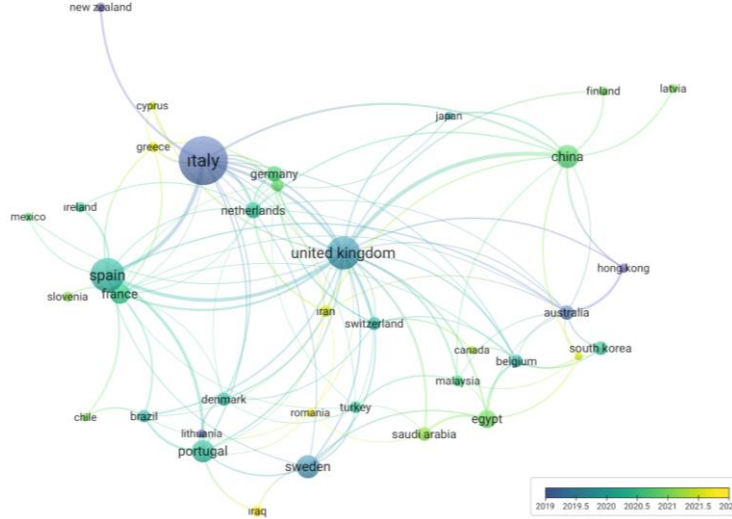 new zealand
finland
latvia
cyprus
japan
greece
italy
china
germany
netherlands
ireland
mexico
united kingdom
hong kong
spain
france
slovenia
iran
australia
switzerland
canada
south korea
belgium
malaysia
denmark
romania
turkey
chile
brazil
egypt
lithuania
saudi arabia
portugal
sweden
iraq
2019 2019.5 2020 2020.5 2021 2021.5